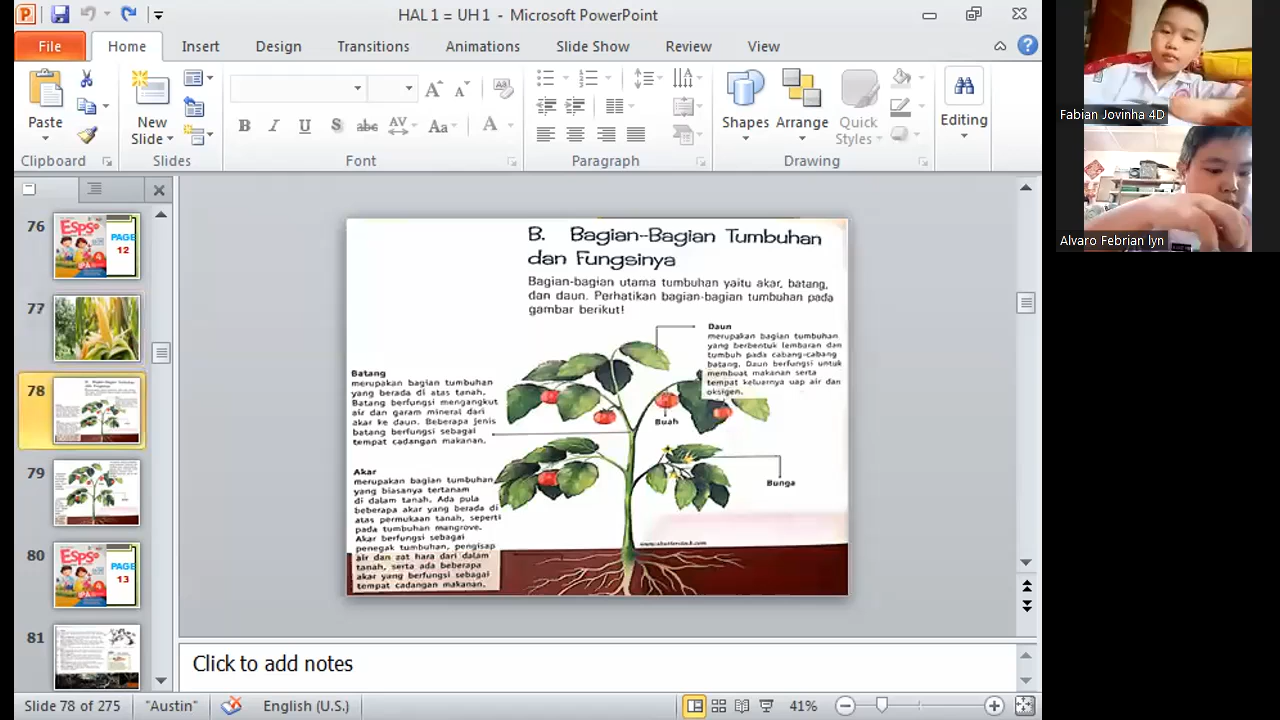 HAL 1 = UH 1 - Microsoft PowerPoint
File
Home
Insert
Design
Transitions
Animations
Slide Show
Review
View
Paste
New
Slide
Shapes
Arrange
Quick
Styles
Editing
B
I
U
S
abc
AV
Aa
A
Clipboard
Slides
Font
Paragraph
Drawing
76
ESPS
PAGE
12
77
78
79
80
ESPS
PAGE
13
81
B. Bagian-Bagian Tumbuhan
dan Fungsinya
Bagian-bagian utama tumbuhan yaitu akar, batang,
dan daun. Perhatikan bagian-bagian tumbuhan pada
gambar berikut!
Daun
merupakan bagian tumbuhan
yang berbentuk lembaran dan
tumbuh pada cabang-cabang
batang. Daun berfungsi untuk
membuat makanan serta
tempat keluarnya uap air dan
oksigen.
Batang
merupakan bagian tumbuhan
yang berada di atas tanah.
Batang berfungsi mengangkut
air dan garam mineral dari
akar ke daun. Beberapa jenis
batang berfungsi sebagai
tempat cadangan makanan.
Buah
Bunga
Akar
merupakan bagian tumbuhan
yang biasanya tertanam
di dalam tanah. Ada pula
beberapa akar yang berada di
atas permukaan tanah, seperti
pada tumbuhan mangrove.
Akar berfungsi sebagai
penegak tumbuhan, pengisap
air dan zat hara dari dalam
tanah, serta ada beberapa
akar yang berfungsi sebagai
tempat cadangan makanan.
www.shutterstock.com
Click to add notes
Slide 78 of 275
"Austin"
English (U.S.)
41%
Fabian Jovinha 4D
Alvaro Febrian lyn